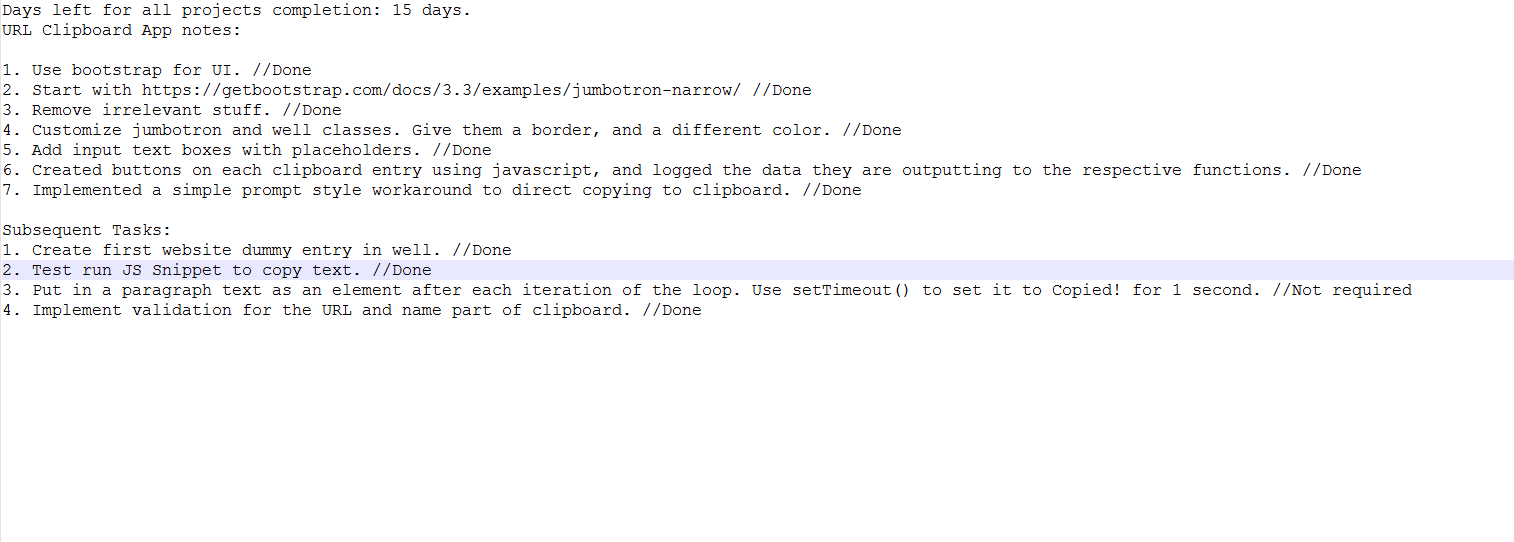 Days left for all projects completion: 15 days.
URL Clipboard App notes:
1. Use bootstrap for UI. //Done
2. Start with https://getbootstrap.com/docs/3.3/examples/jumbotron-narrow/ //Done
3. Remove irrelevant stuff. //Done
4. Customize jumbotron and well classes. Give them a border, and a different color. //Done
5. Add input text boxes with placeholders. //Done
6. Created buttons on each clipboard entry using javascript, and logged the data they are outputting to the respective functions. //Done
7. Implemented a simple prompt style workaround to direct copying to clipboard. //Done
Subsequent Tasks:
1. Create first website dummy entry in well. //Done
2. Test run JS Snippet to copy text. //Done
3. Put in a paragraph text as an element after each iteration of the loop. Use setTimeout() to set it to Copied! for 1 second. //Not required
4. Implement validation for the URL and name part of clipboard. //Done